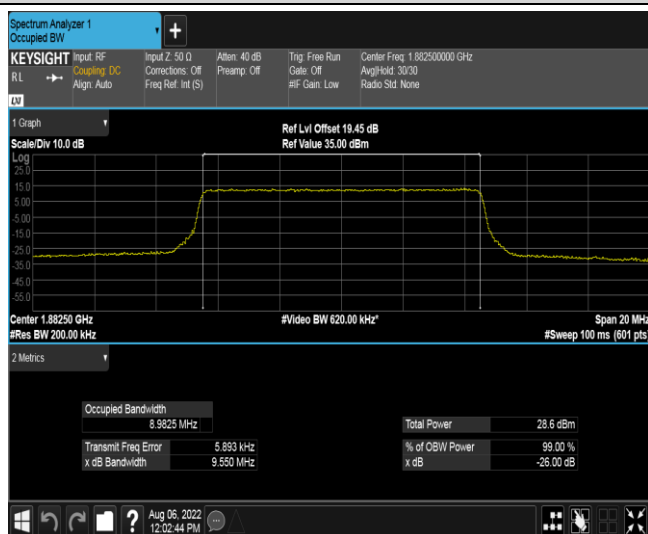 Spectrum Analyzer 1
Occupied BW
+
KEYSIGHT
RL
LXI
Input: RF
Coupling: DC
Align: Auto
Input Z: 50 Ω
Corrections: Off
Freq Ref: Int (S)
Atten: 40 dB
Preamp: Off
Trig: Free Run
Gate: Off
#IF Gain: Low
Center Freq: 1.882500000 GHz
Avg|Hold: 30/30
Radio Std: None
1 Graph
Scale/Div 10.0 dB
Ref Lvl Offset 19.45 dB
Ref Value 35.00 dBm
Log
25.0
15.0
5.00
-5.00
-15.0
-25.0
-35.0
-45.0
-55.0
Center 1.88250 GHz
#Res BW 200.00 kHz
#Video BW 620.00 kHz*
Span 20 MHz
#Sweep 100 ms (601 pts)
2 Metrics
Occupied Bandwidth
8.9825 MHz
Transmit Freq Error 5.893 kHz
x dB Bandwidth 9.550 MHz
Total Power 28.6 dBm
% of OBW Power 99.00 %
x dB -26.00 dB
?
Aug 06, 2022
12:02:44 PM